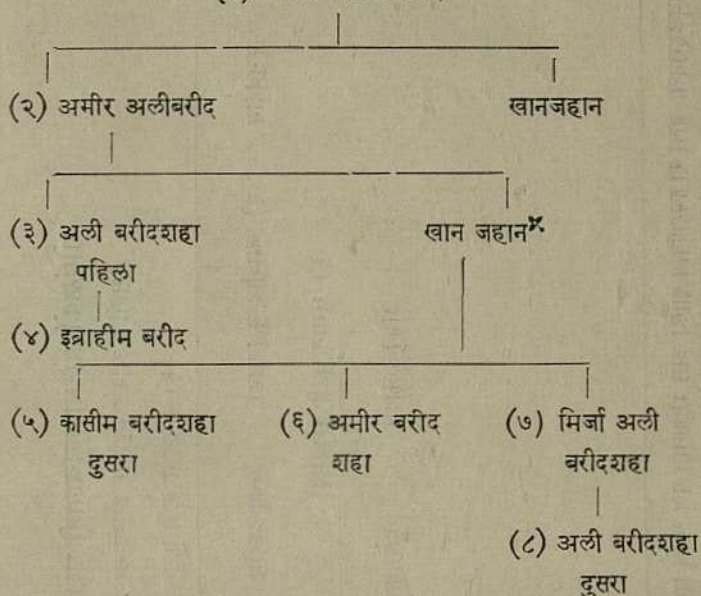 (२) अमीर अलीबरीद खानजहान
(३) अली बरीदशहा खान जहान×
पहिला
(४) इब्राहीम बरीद
(५) कासीम बरीदशहा (६) अमीर बरीद (७) मिर्जा अली
दुसरा शहा बरीदशहा
(८) अली बरीदशहा
दुसरा